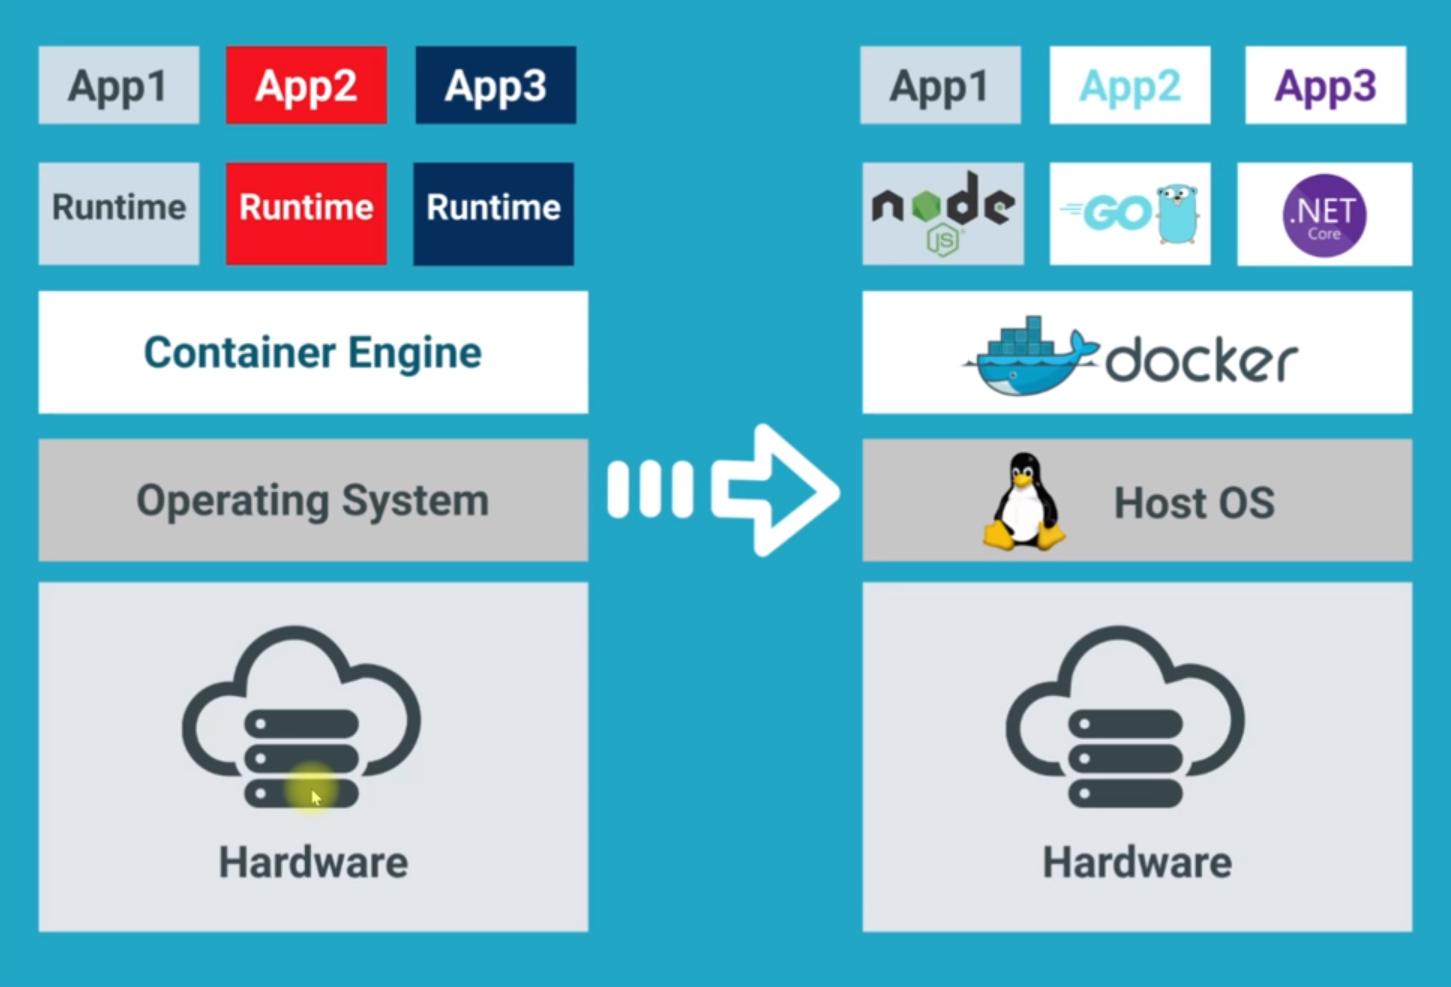 App1 App2 App3
Runtime Runtime Runtime
Container Engine
Operating System
Hardware
App1 App2 App3
node
JS
GO
.NET
Core
docker
Host OS
Hardware